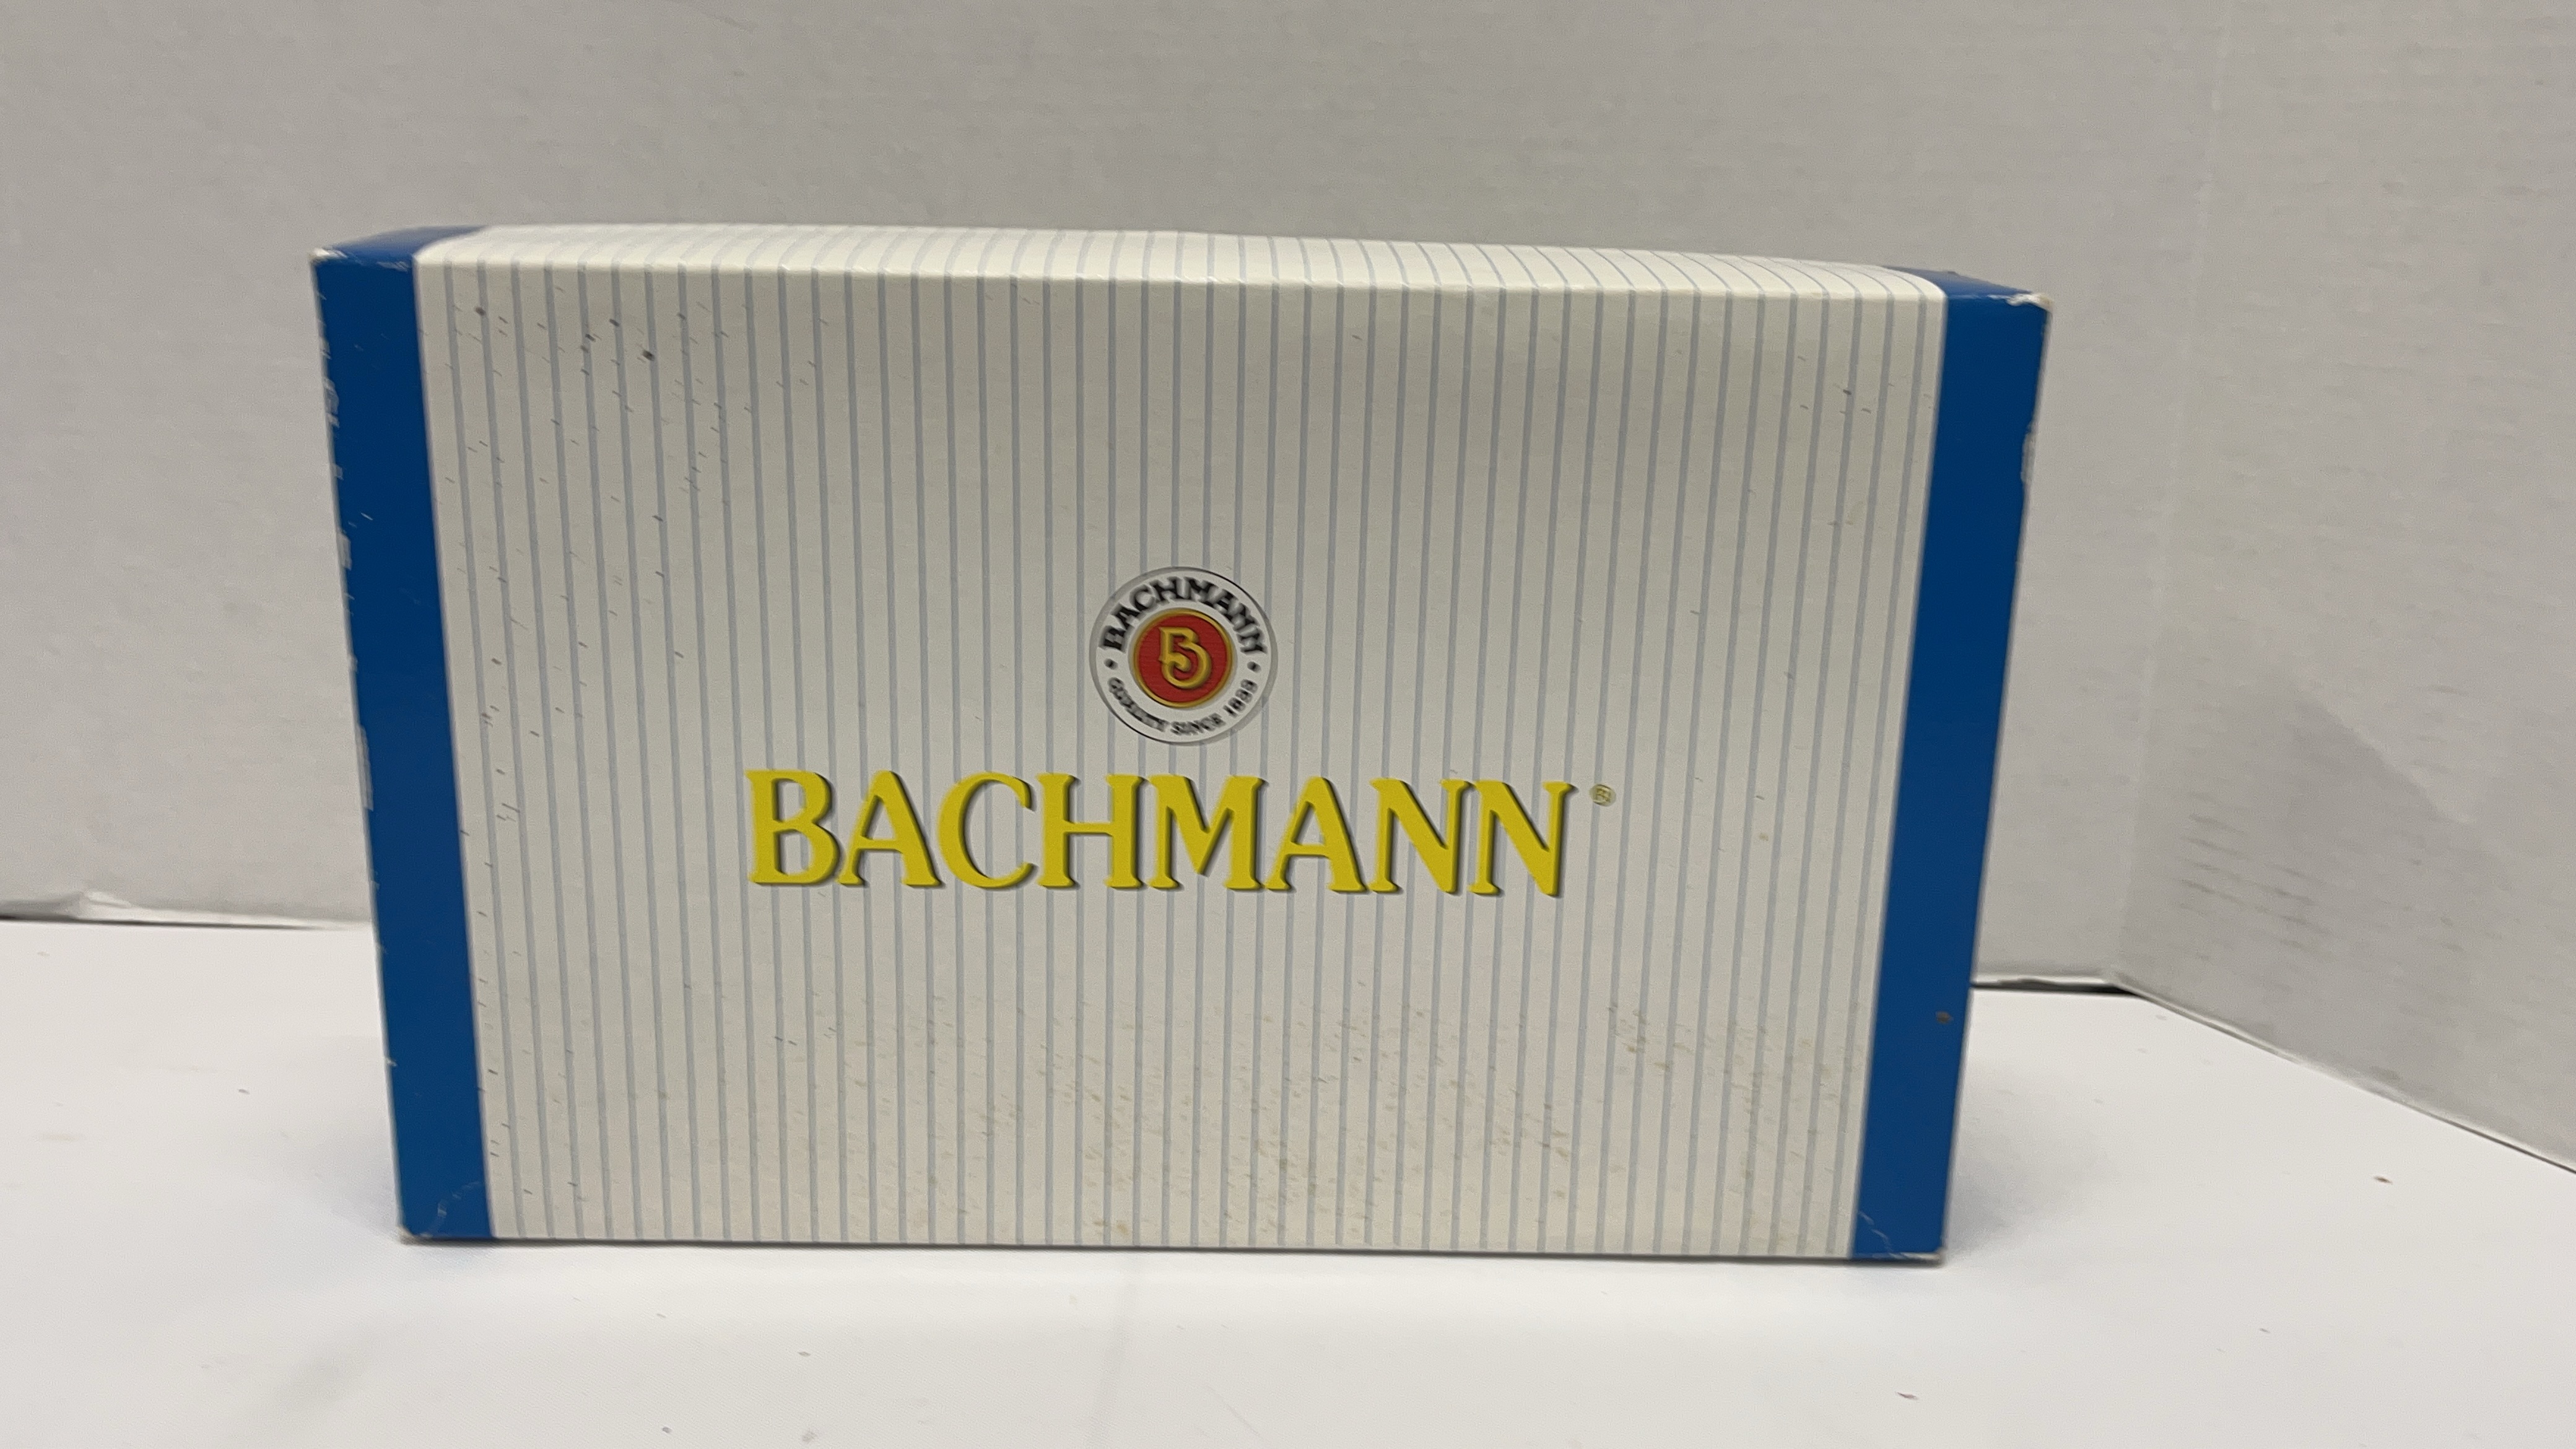 BACHMANN
B
QUALITY SINCE 1833
BACHMANN®